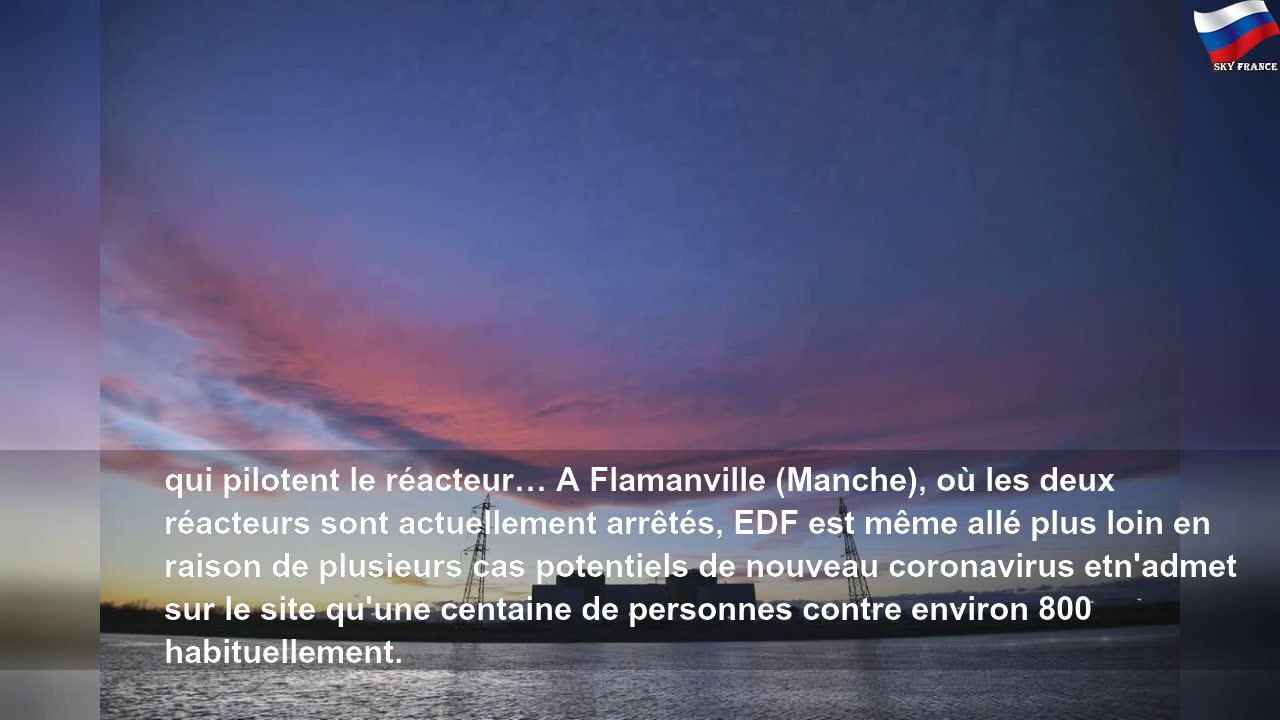 SKY FRANCE
qui pilotent le réacteur… A Flamanville (Manche), où les deux
réacteurs sont actuellement arrêtés, EDF est même allé plus loin en
raison de plusieurs cas potentiels de nouveau coronavirus etn'admet
sur le site qu'une centaine de personnes contre environ 800
habituellement.